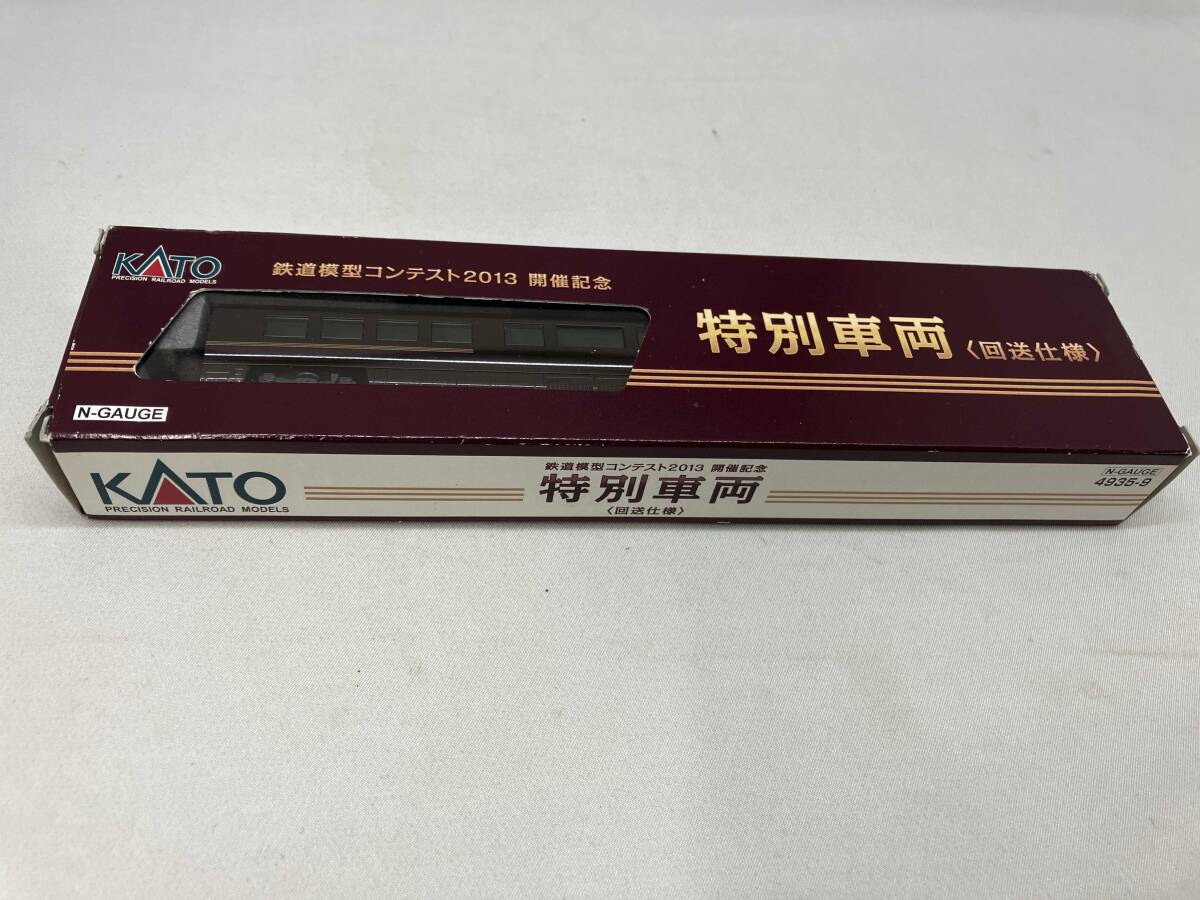 KATO
PRECISION RAILROAD MODELS
鉄道模型コンテスト2013 開催記念
特別車両〈回送仕様〉
N-GAUGE
KATO
PRECISION RAILROAD MODELS
鉄道模型コンテスト2013 開催記念
特別車両
〈回送仕様〉
N-GAUGE
4935-9